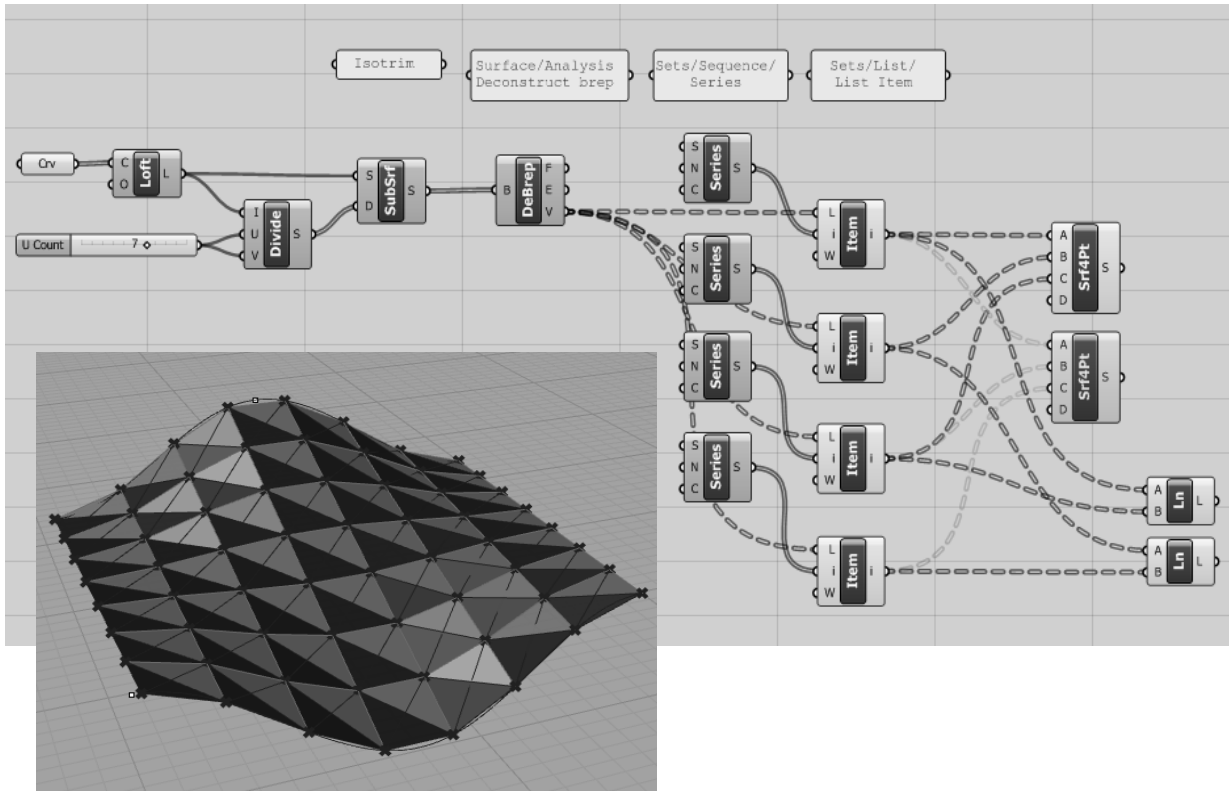 Isotrim
Surface/Analysis
Deconstruct brep
Sets/Sequence/
Series
Sets/List/
List Item
Crv
C
O
Loft
L
U Count
7
I
U
V
Divide
S
S
D
SubSrf
S
B
DeBrep
F
E
V
S
N
C
Series
S
L
i
W
Item
i
S
N
C
Series
S
L
i
W
Item
i
S
N
C
Series
S
L
i
W
Item
i
S
N
C
Series
S
L
i
W
Item
i
A
B
C
D
Srf4Pt
S
A
B
C
D
Srf4Pt
S
A
B
Ln
L
A
B
Ln
L